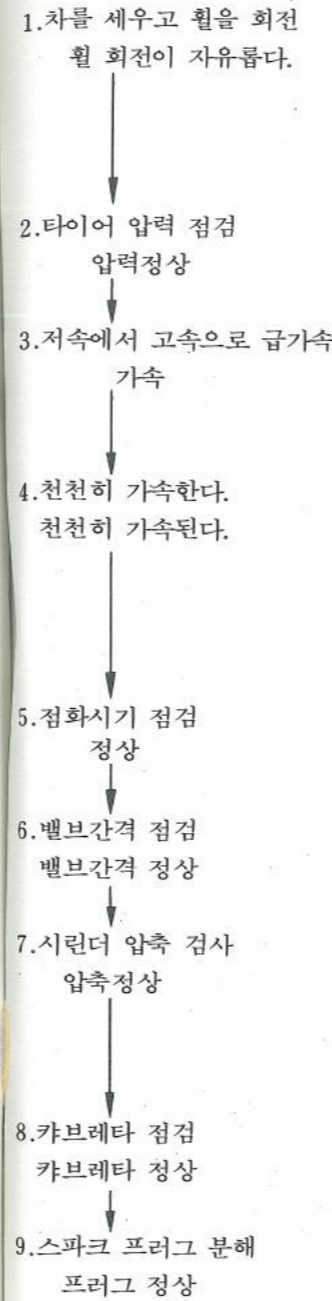 1.차를 세우고 휠을 회전
휠 회전이 자유롭다.
2.타이어 압력 점검
압력정상
3.저속에서 고속으로 급가속
가속
4.천천히 가속한다.
천천히 가속된다.
5.점화시기 점검
정상
6.밸브간격 점검
밸브간격 정상
7.시린더 압축 검사
압축정상
8.캬브레타 점검
캬브레타 정상
9.스파크 프러그 분해
프러그 정상